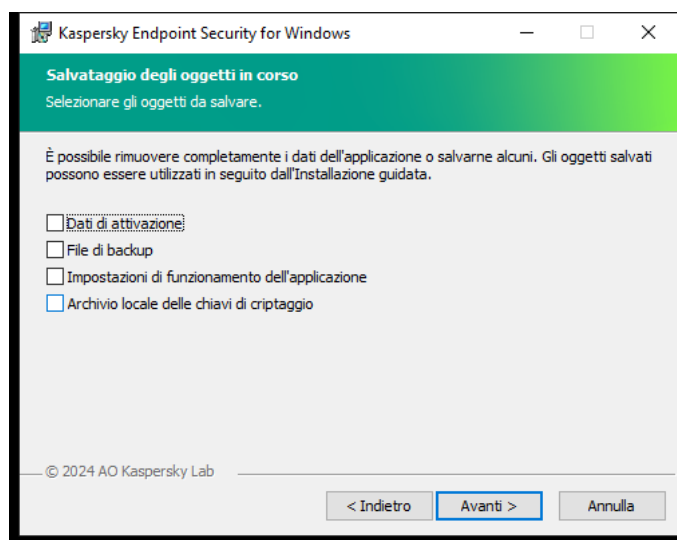 Kaspersky Endpoint Security for Windows
Salvataggio degli oggetti in corso
Selezionare gli oggetti da salvare.
È possibile rimuovere completamente i dati dell'applicazione o salvarne alcuni. Gli oggetti salvati
possono essere utilizzati in seguito dall'Installazione guidata.
Dati di attivazione
File di backup
Impostazioni di funzionamento dell'applicazione
Archivio locale delle chiavi di criptaggio
© 2024 AO Kaspersky Lab
< Indietro Avanti > Annulla